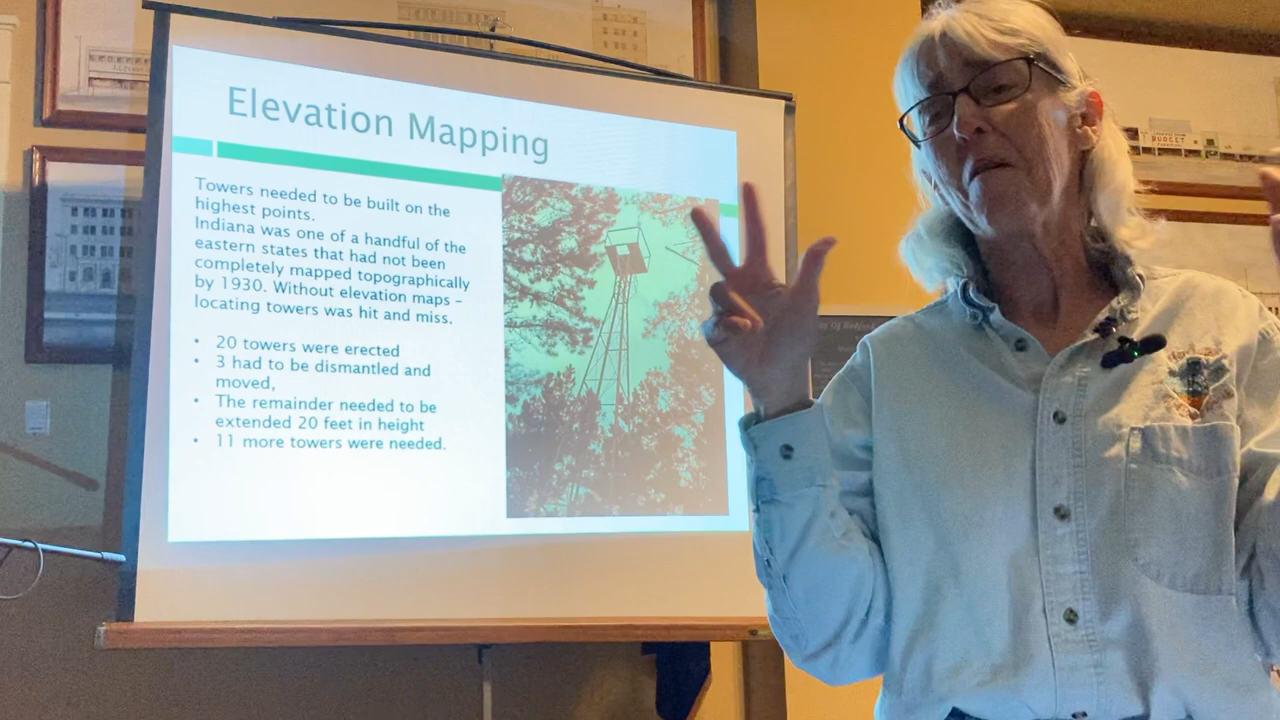 Elevation Mapping
Towers needed to be built on the
highest points.
Indiana was one of a handful of the
eastern states that had not been
completely mapped topographically
by 1930. Without elevation maps –
locating towers was hit and miss.
• 20 towers were erected
• 3 had to be dismantled and
moved,
• The remainder needed to be
extended 20 feet in height
• 11 more towers were needed.
BUDGET
Of Bedford